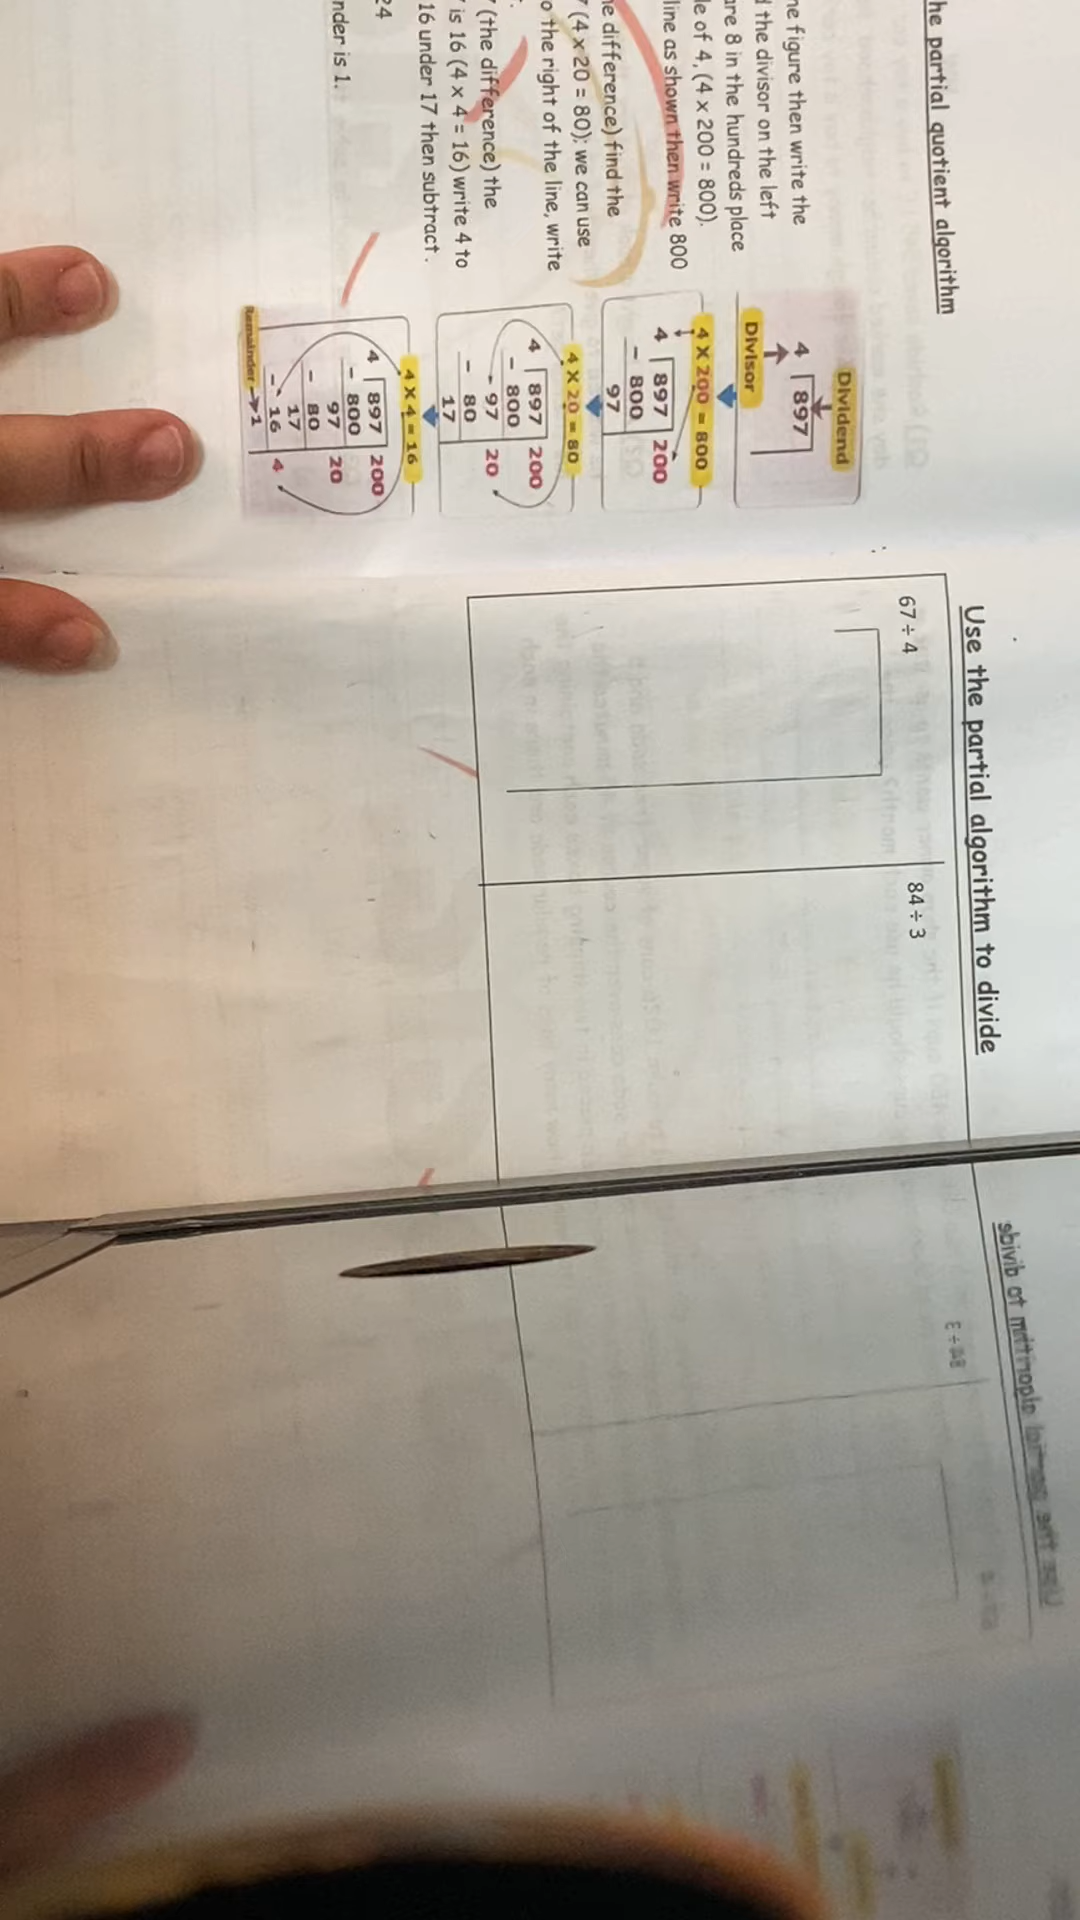 he partial quotient algorithm
ne figure then write the
the divisor on the left
are 8 in the hundreds place
le of 4, (4 x 200 = 800).
line as shown then write 800
he difference) find the
(4 x 20 = 80); we can use
o the right of the line, write
(the difference) the
is 16 (4 x 4 = 16) write 4 to
16 under 17 then subtract.
24
nder is 1.
Dividend
4 897
Divisor
4 X 200 = 800
4 897 200
- 800
97
4 X 20 = 80
4 897 200
- 800
97 20
- 80
17
4 X 4 = 16
4 897 200
- 800
97 20
- 80
17
- 16 4
Remainder 1
Use the partial algorithm to divide
67 ÷ 4
84 ÷ 3